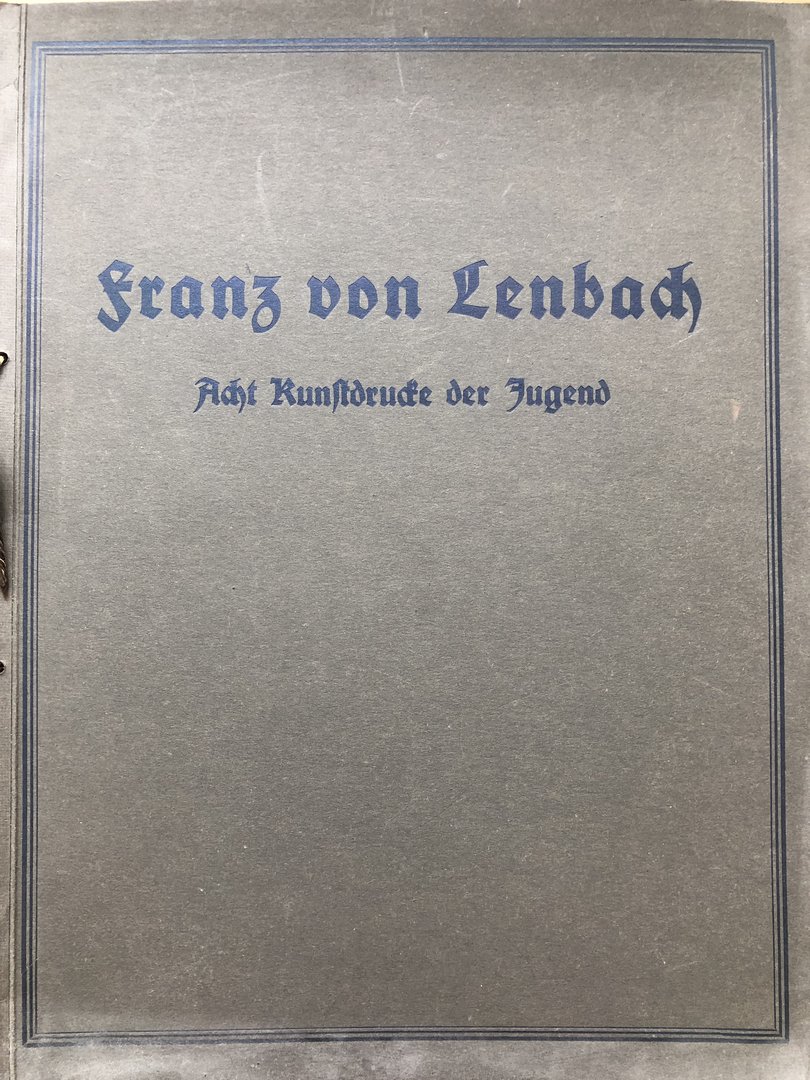 Franz von Lenbach
Acht Kunstdrucke der Jugend